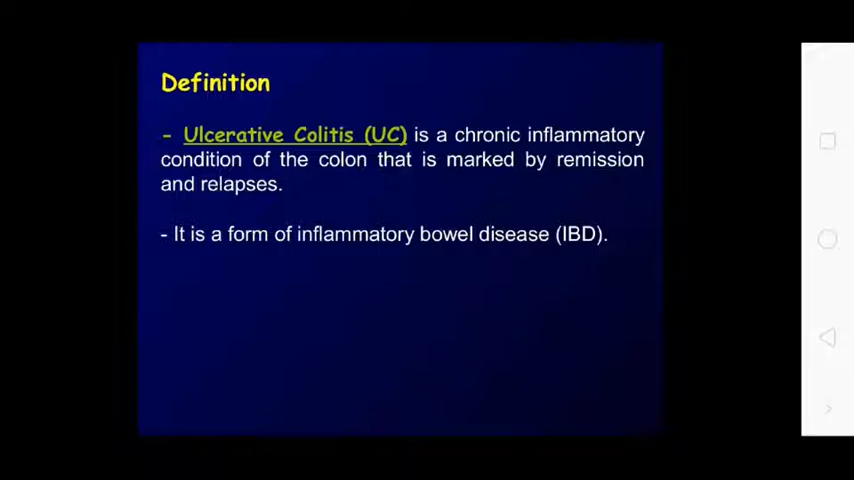 Definition
- Ulcerative Colitis (UC) is a chronic inflammatory
condition of the colon that is marked by remission
and relapses.
- It is a form of inflammatory bowel disease (IBD).